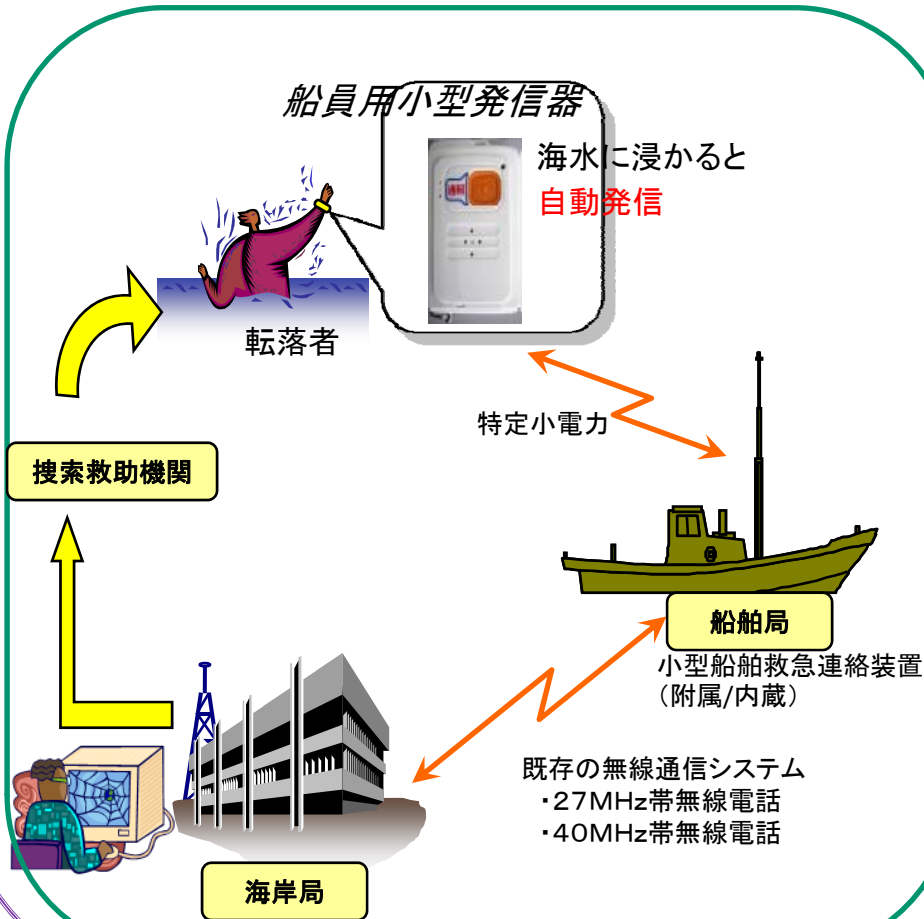 船員用小型発信器
海水に浸かると
自動発信
転落者
特定小電力
捜索救助機関
船舶局
小型船舶救急連絡装置
（附属/内蔵）
既存の無線通信システム
・27MHz帯無線電話
・40MHz帯無線電話
海岸局